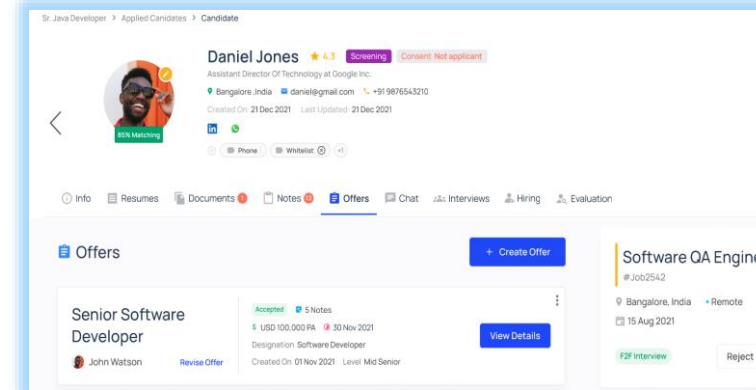 Sr. Java Developer > Applied Canidates > Candidate
Daniel Jones ★ 4.3 Screening Consent Not applicant
Assistant Director Of Technology at Google Inc.
Bangalore ,India daniel@gmail.com +91 9876543210
Created On 21 Dec 2021 Last Updated 21 Dec 2021
85% Matching
Phone Whitelist +1
Info Resumes Documents 1 Notes Offers Chat Interviews Hiring Evaluation
Offers
+ Create Offer
Senior Software
Developer
John Watson Revise Offer
Accepted 5 Notes
$ USD 100,000 PA 30 Nov 2021
Designation Software Developer
Created On 01 Nov 2021 Level Mid Senior
View Details
Software QA Engine
#Job2542
Bangalore, India • Remote
15 Aug 2021
F2F Interview Reject